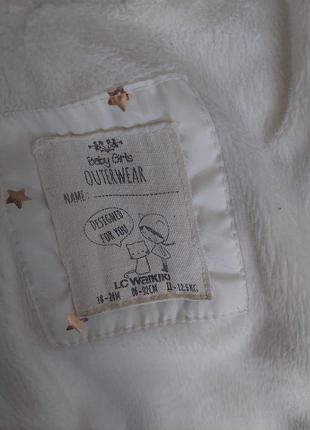 Baby Girls
OUTERWEAR
NAME:
DESIGNED
FOR YOU
LC WAIKIKI
18-24M 86-92CM 11-12,5KG